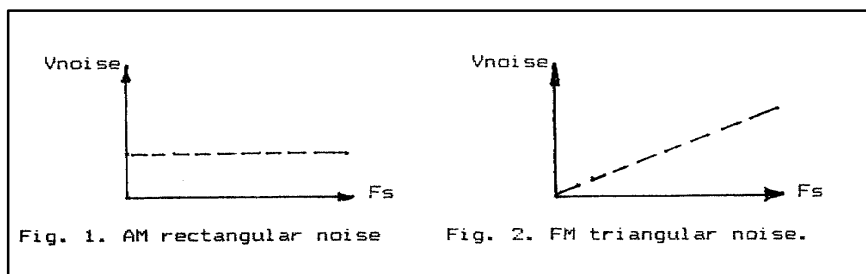 Vnoise
Fs
Fig. 1. AM rectangular noise
Vnoise
Fs
Fig. 2. FM triangular noise.